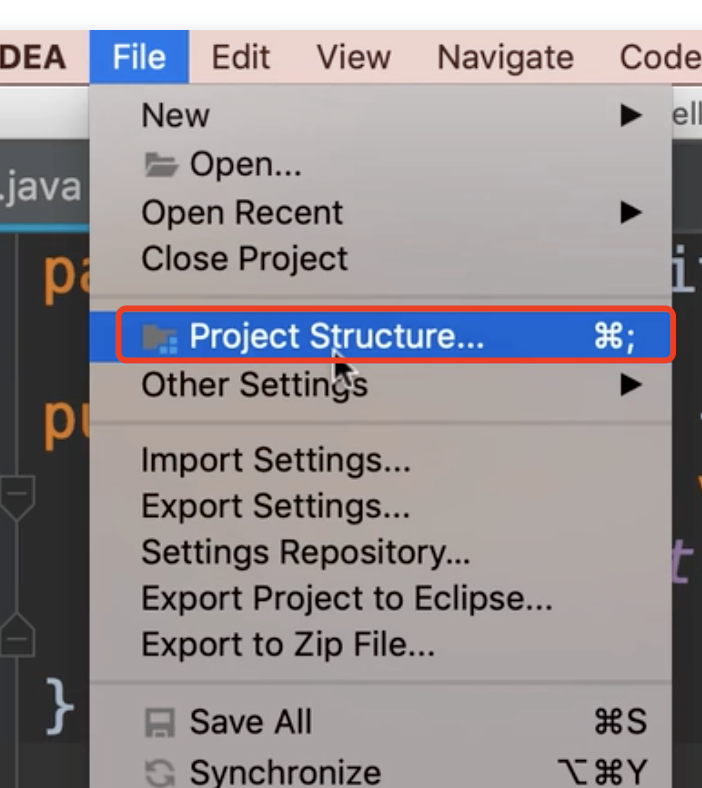 DEA File Edit View Navigate Code
New
ell
Open...
.java
Open Recent
Close Project
pa
it
Project Structure... ⌘;
Other Settings
pu
Import Settings...
Export Settings...
Settings Repository...
t
Export Project to Eclipse...
Export to Zip File...
}
Save All ⌘S
Synchronize ⌥⌘Y